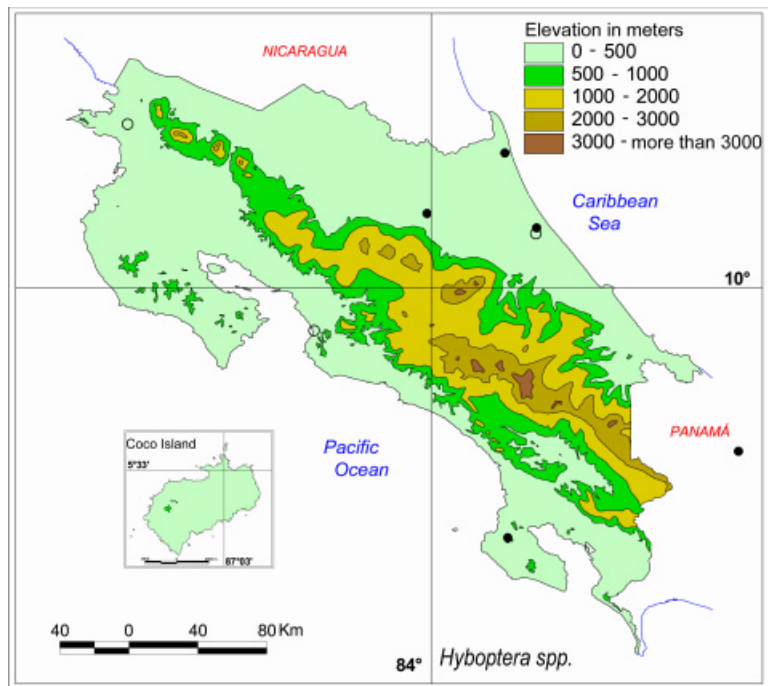 NICARAGUA
Elevation in meters
0 - 500
500 - 1000
1000 - 2000
2000 - 3000
3000 - more than 3000
Caribbean
Sea
10°
PANAMÁ
Pacific
Ocean
Coco Island
5°33'
87°03'
40 0 40 80 Km
84°
Hyboptera spp.